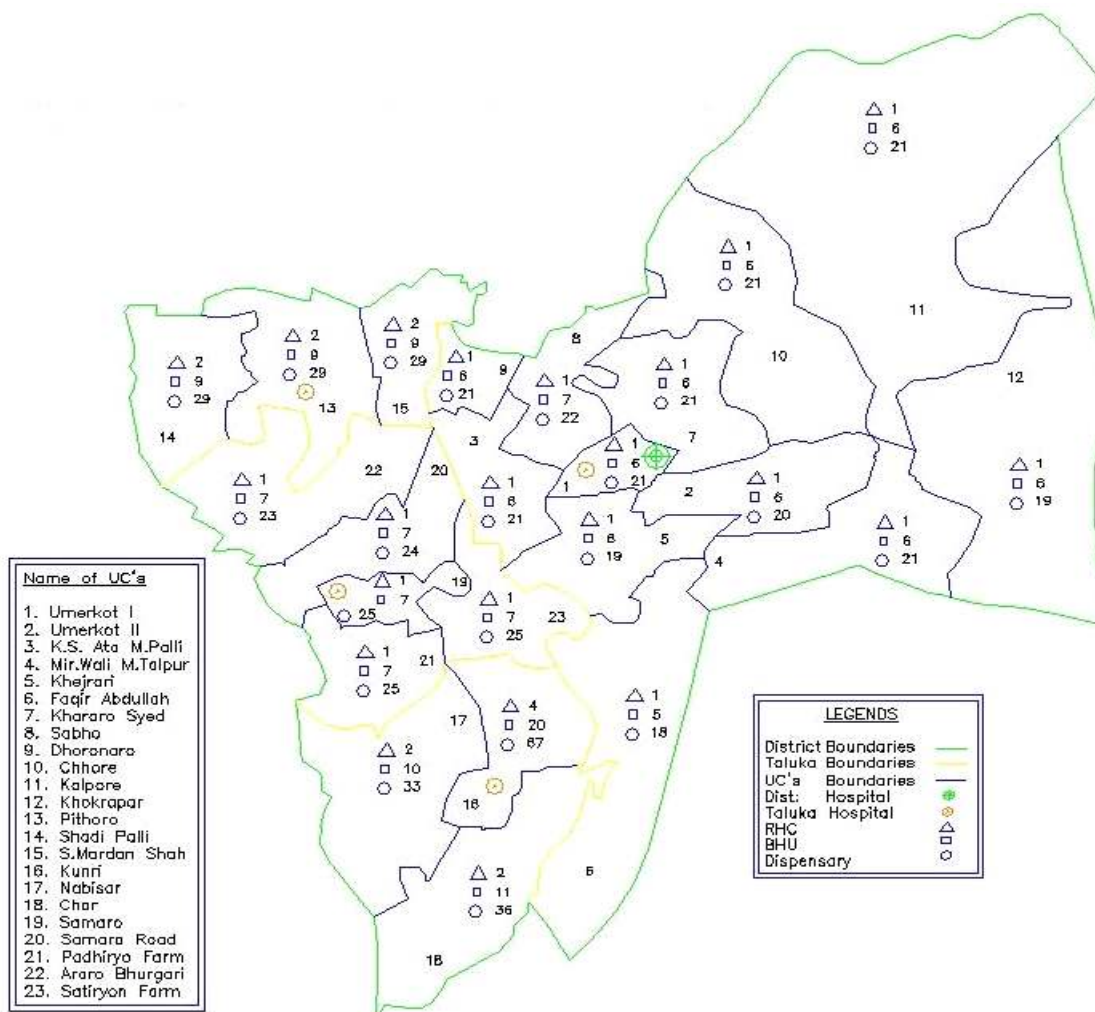 1
6
21
1
6
21
11
8
10
12
2
9
29
2
9
29
13
2
9
29
14
15
1
6
21
9
1
7
22
1
6
21
7
3
22
20
1
7
23
1
6
21
1
1
6
21
2
1
6
20
1
6
19
1
7
24
1
6
19
5
4
1
6
21
19
1
7
25
1
7
25
23
1
7
25
21
17
4
20
67
1
5
18
2
10
33
16
2
11
36
6
18
Name of UC's
1. Umerkot I
2. Umerkot II
3. K.S. Ata M.Palli
4. Mir.Wali M.Talpur
5. Khejrari
6. Faqir Abdullah
7. Khararo Syed
8. Sabho
9. Dhoronaro
10. Chhore
11. Kalpore
12. Khokrapar
13. Pithoro
14. Shadi Palli
15. S.Mardan Shah
16. Kunri
17. Nabisar
18. Char
19. Samaro
20. Samaro Road
21. Padhiryo Farm
22. Araro Bhurgari
23. Satiryon Farm
LEGENDS
District Boundaries
Taluka Boundaries
UC's Boundaries
Dist: Hospital
Taluka Hospital
RHC
BHU
Dispensary